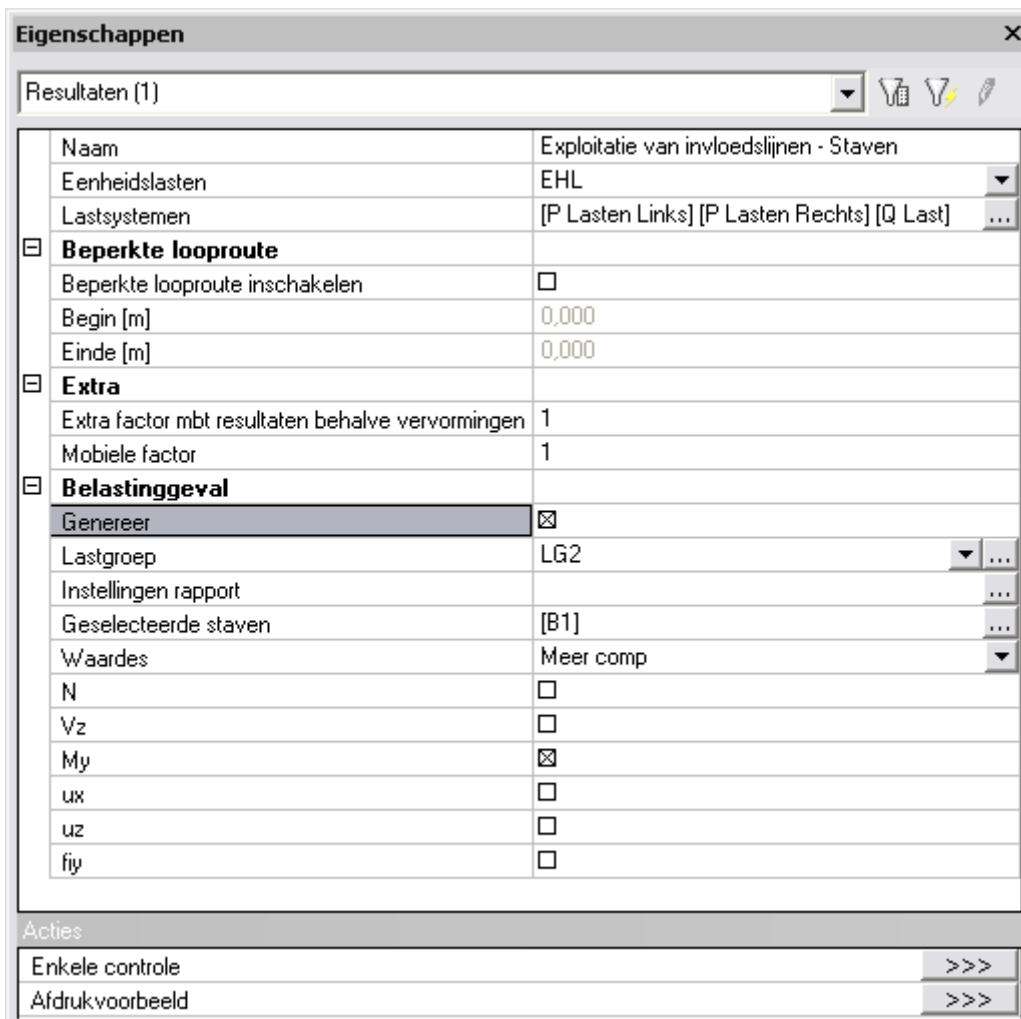 Eigenschappen
Resultaten (1)
Naam Exploitatie van invloedslijnen - Staven
Eenheidslasten EHL
Lastsystemen [P Lasten Links] [P Lasten Rechts] [Q Last] ...
Beperkte looproute
Beperkte looproute inschakelen
Begin [m] 0,000
Einde [m] 0,000
Extra
Extra factor mbt resultaten behalve vervormingen 1
Mobiele factor 1
Belastinggeval
Genereer
Lastgroep LG2 ...
Instellingen rapport ...
Geselecteerde staven [B1] ...
Waardes Meer comp
N
Vz
My
ux
uz
fiy
Acties
Enkele controle >>>
Afdrukvoorbeeld >>>